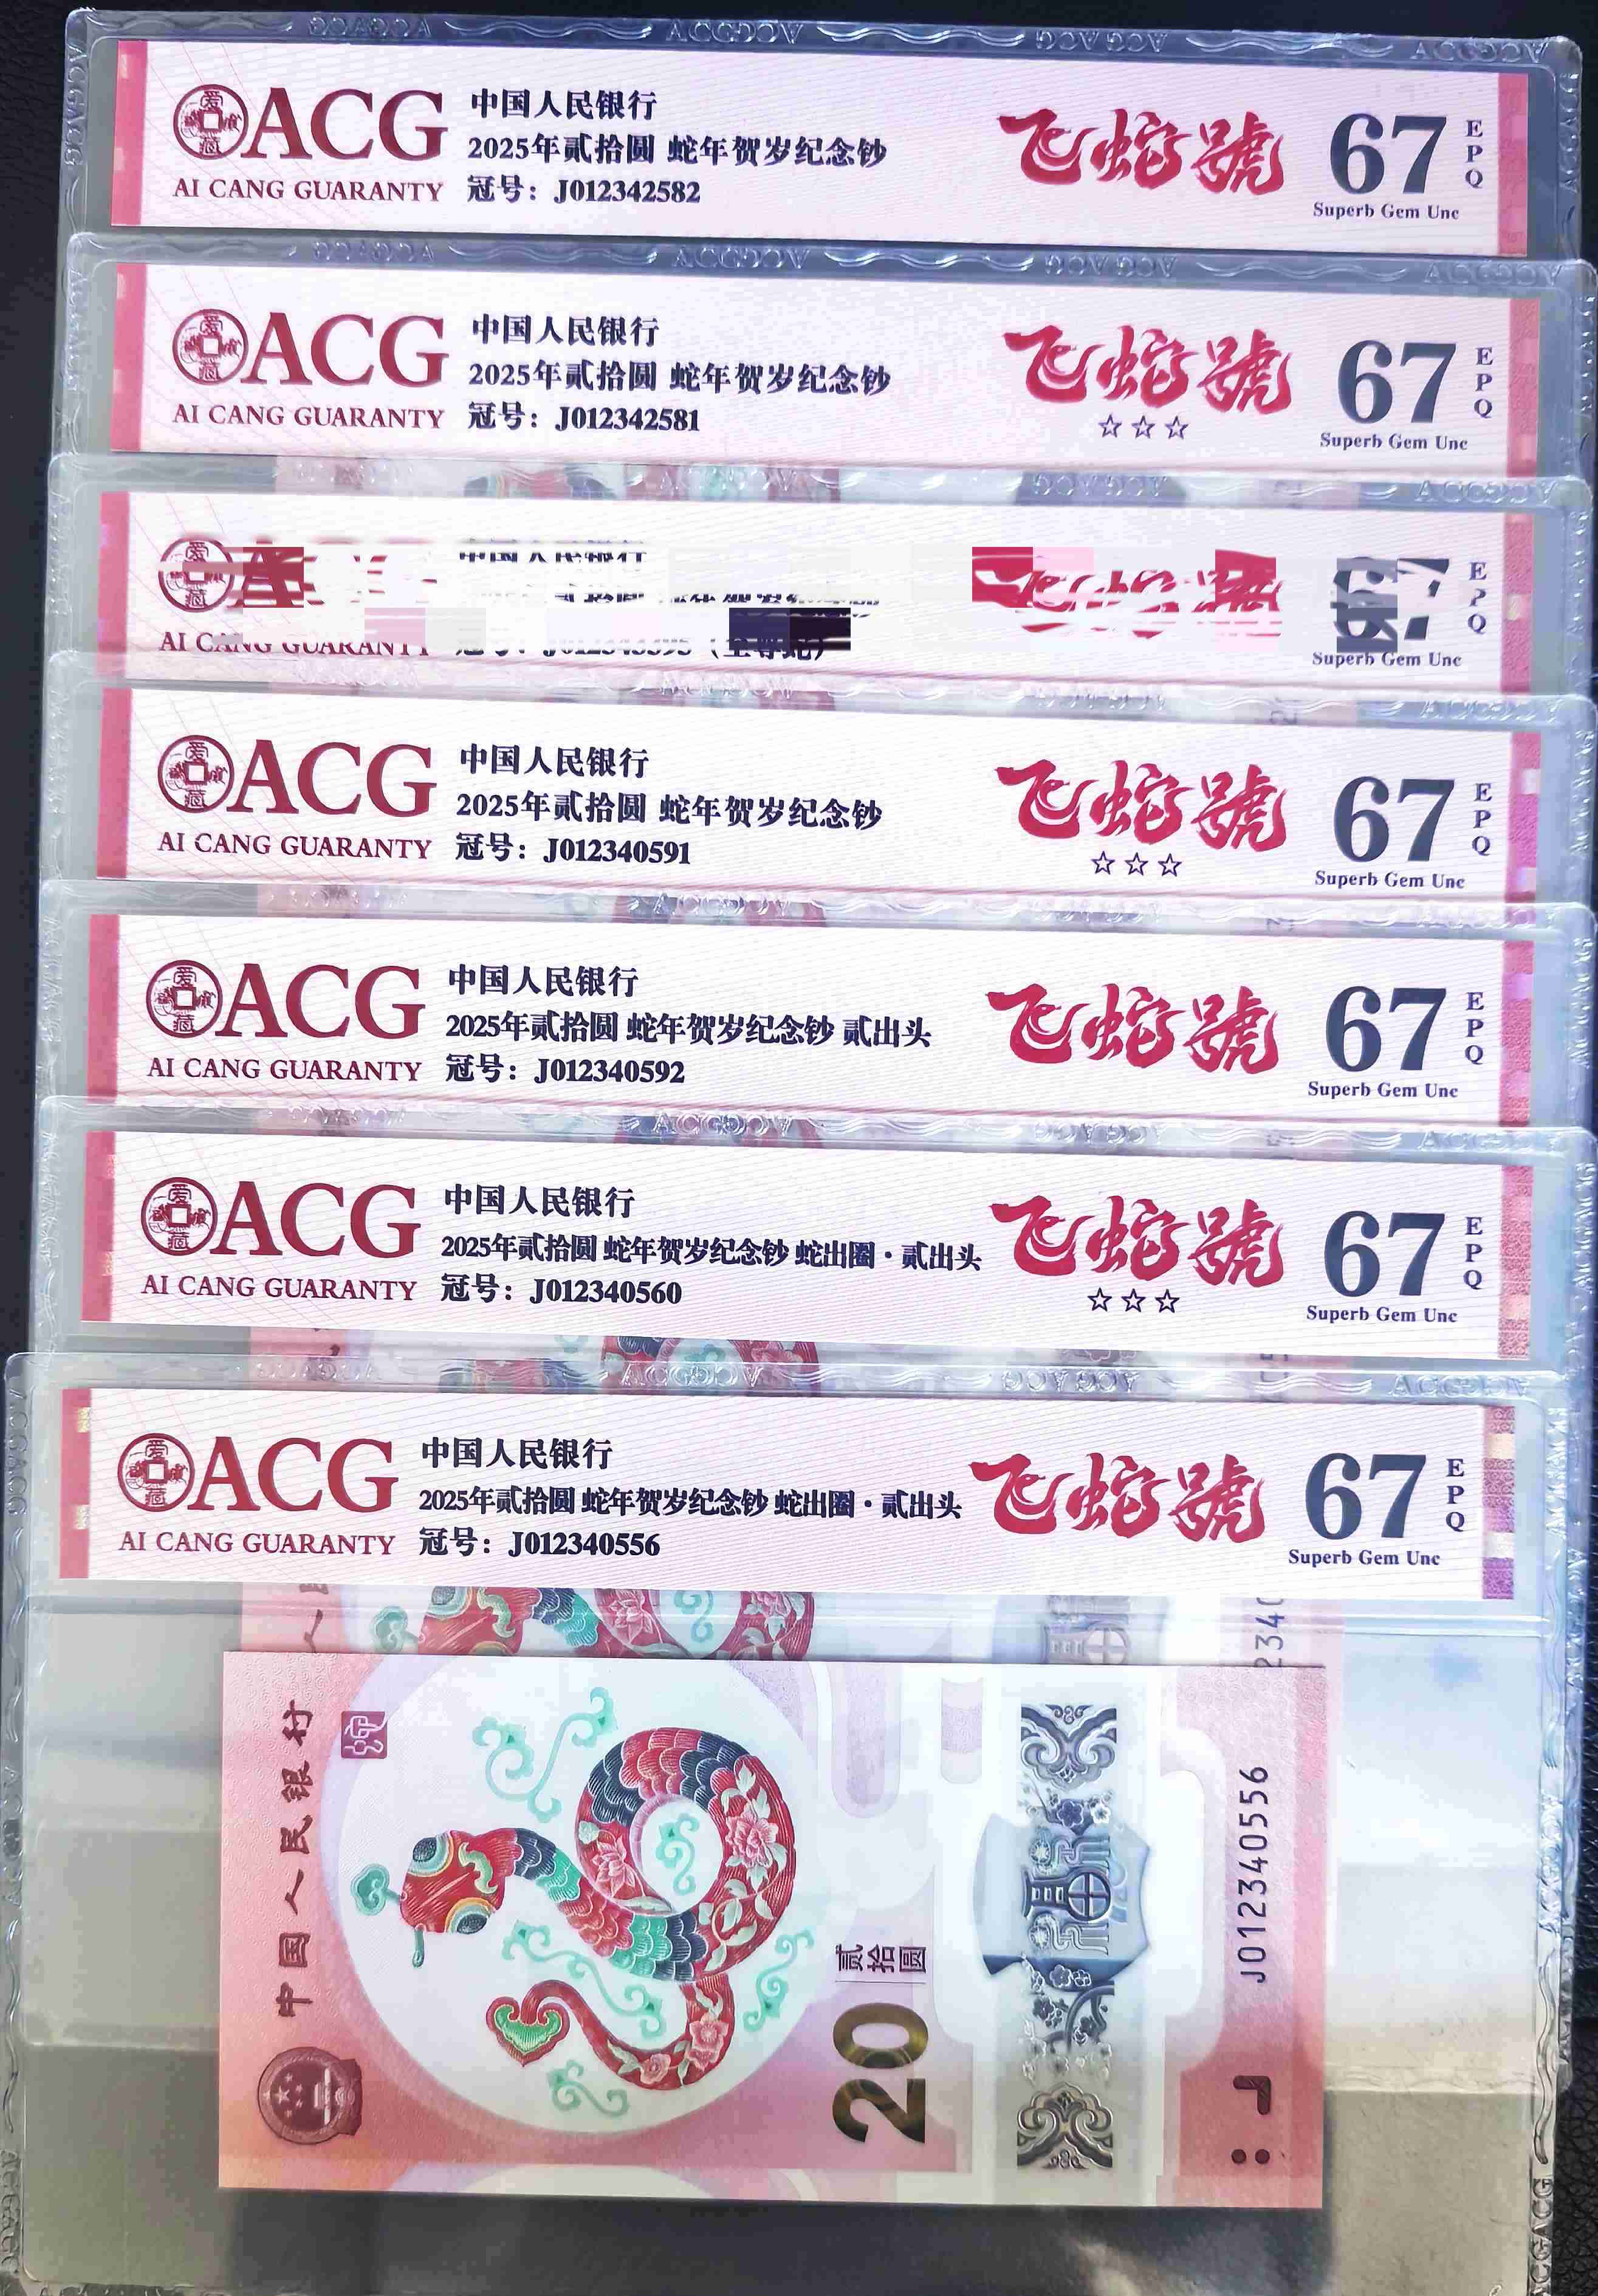 ACG
AI CANG GUARANTY
中国人民银行
2025年贰拾圆 蛇年贺岁纪念钞
冠号：J012342582
飞蛇號
67
EPQ
Superb Gem Unc
ACG
AI CANG GUARANTY
中国人民银行
2025年贰拾圆 蛇年贺岁纪念钞
冠号：J012342581
飞蛇號
☆☆☆
67
EPQ
Superb Gem Unc
AI CANG GUARANTY
中国人民银行
67
EPQ
Superb Gem Unc
ACG
AI CANG GUARANTY
中国人民银行
2025年贰拾圆 蛇年贺岁纪念钞
冠号：J012340591
飞蛇號
☆☆☆
67
EPQ
Superb Gem Unc
ACG
AI CANG GUARANTY
中国人民银行
2025年贰拾圆 蛇年贺岁纪念钞 贰出头
冠号：J012340592
飞蛇號
67
EPQ
Superb Gem Unc
ACG
AI CANG GUARANTY
中国人民银行
2025年贰拾圆 蛇年贺岁纪念钞 蛇出圈·贰出头
冠号：J012340560
飞蛇號
☆☆☆
67
EPQ
Superb Gem Unc
ACG
AI CANG GUARANTY
中国人民银行
2025年贰拾圆 蛇年贺岁纪念钞 蛇出圈·贰出头
冠号：J012340556
飞蛇號
67
EPQ
Superb Gem Unc
中国人民银行
贰拾圆
20
福
J012340556